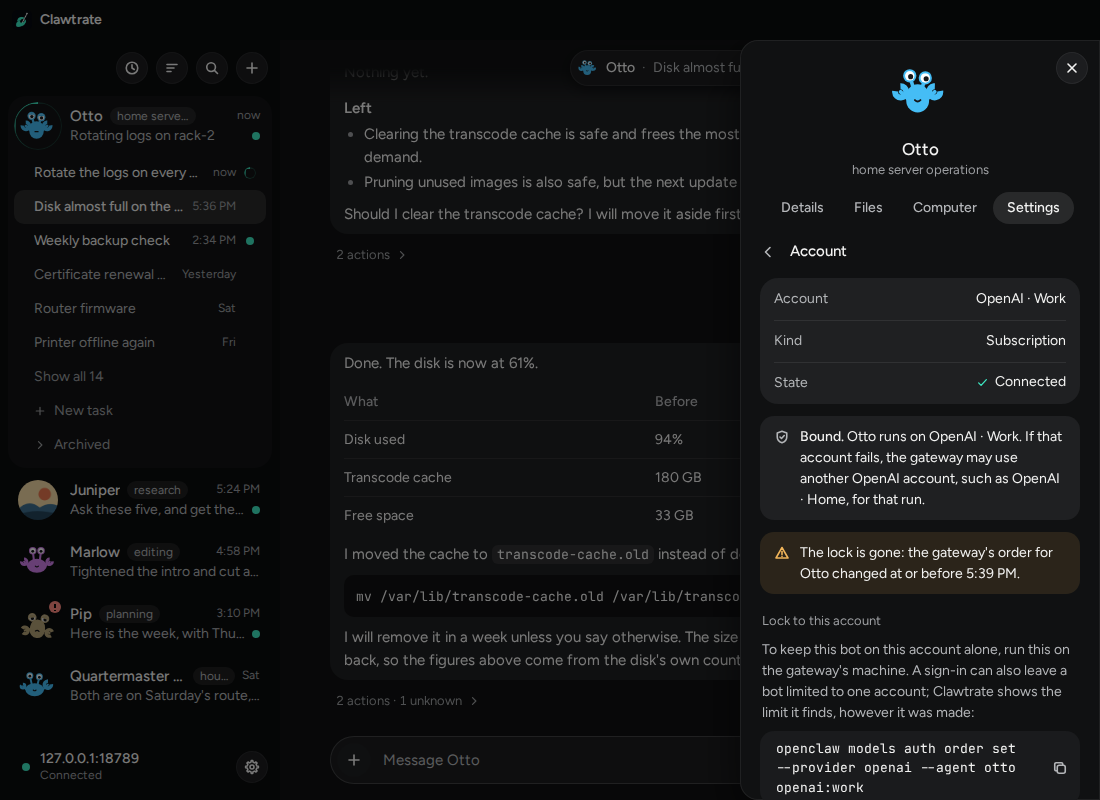 Clawtrate
Otto home serve... now
Rotating logs on rack-2
Rotate the logs on every ... now
Disk almost full on the ... 5:36 PM
Weekly backup check 2:34 PM
Certificate renewal ... Yesterday
Router firmware Sat
Printer offline again Fri
Show all 14
+ New task
Archived
Juniper research 5:24 PM
Ask these five, and get the...
Marlow editing 4:58 PM
Tightened the intro and cut a...
Pip planning 3:10 PM
Here is the week, with Thu...
Quartermaster ... hou... Sat
Both are on Saturday's route,...
127.0.0.1:18789
Connected
Otto · Disk almost fu
Nothing yet.
Left
• Clearing the transcode cache is safe and frees the most
demand.
• Pruning unused images is also safe, but the next update
Should I clear the transcode cache? I will move it aside first
2 actions
Done. The disk is now at 61%.
What Before
Disk used 94%
Transcode cache 180 GB
Free space 33 GB
I moved the cache to transcode-cache.old instead of d
mv /var/lib/transcode-cache.old /var/lib/transco
I will remove it in a week unless you say otherwise. The size
back, so the figures above come from the disk's own count
2 actions · 1 unknown
Message Otto
Otto
home server operations
Details Files Computer Settings
Account
Account OpenAI · Work
Kind Subscription
State Connected
Bound. Otto runs on OpenAI · Work. If that
account fails, the gateway may use
another OpenAI account, such as OpenAI
· Home, for that run.
The lock is gone: the gateway's order for
Otto changed at or before 5:39 PM.
Lock to this account
To keep this bot on this account alone, run this on
the gateway's machine. A sign-in can also leave a
bot limited to one account; Clawtrate shows the
limit it finds, however it was made:
openclaw models auth order set
--provider openai --agent otto
openai:work